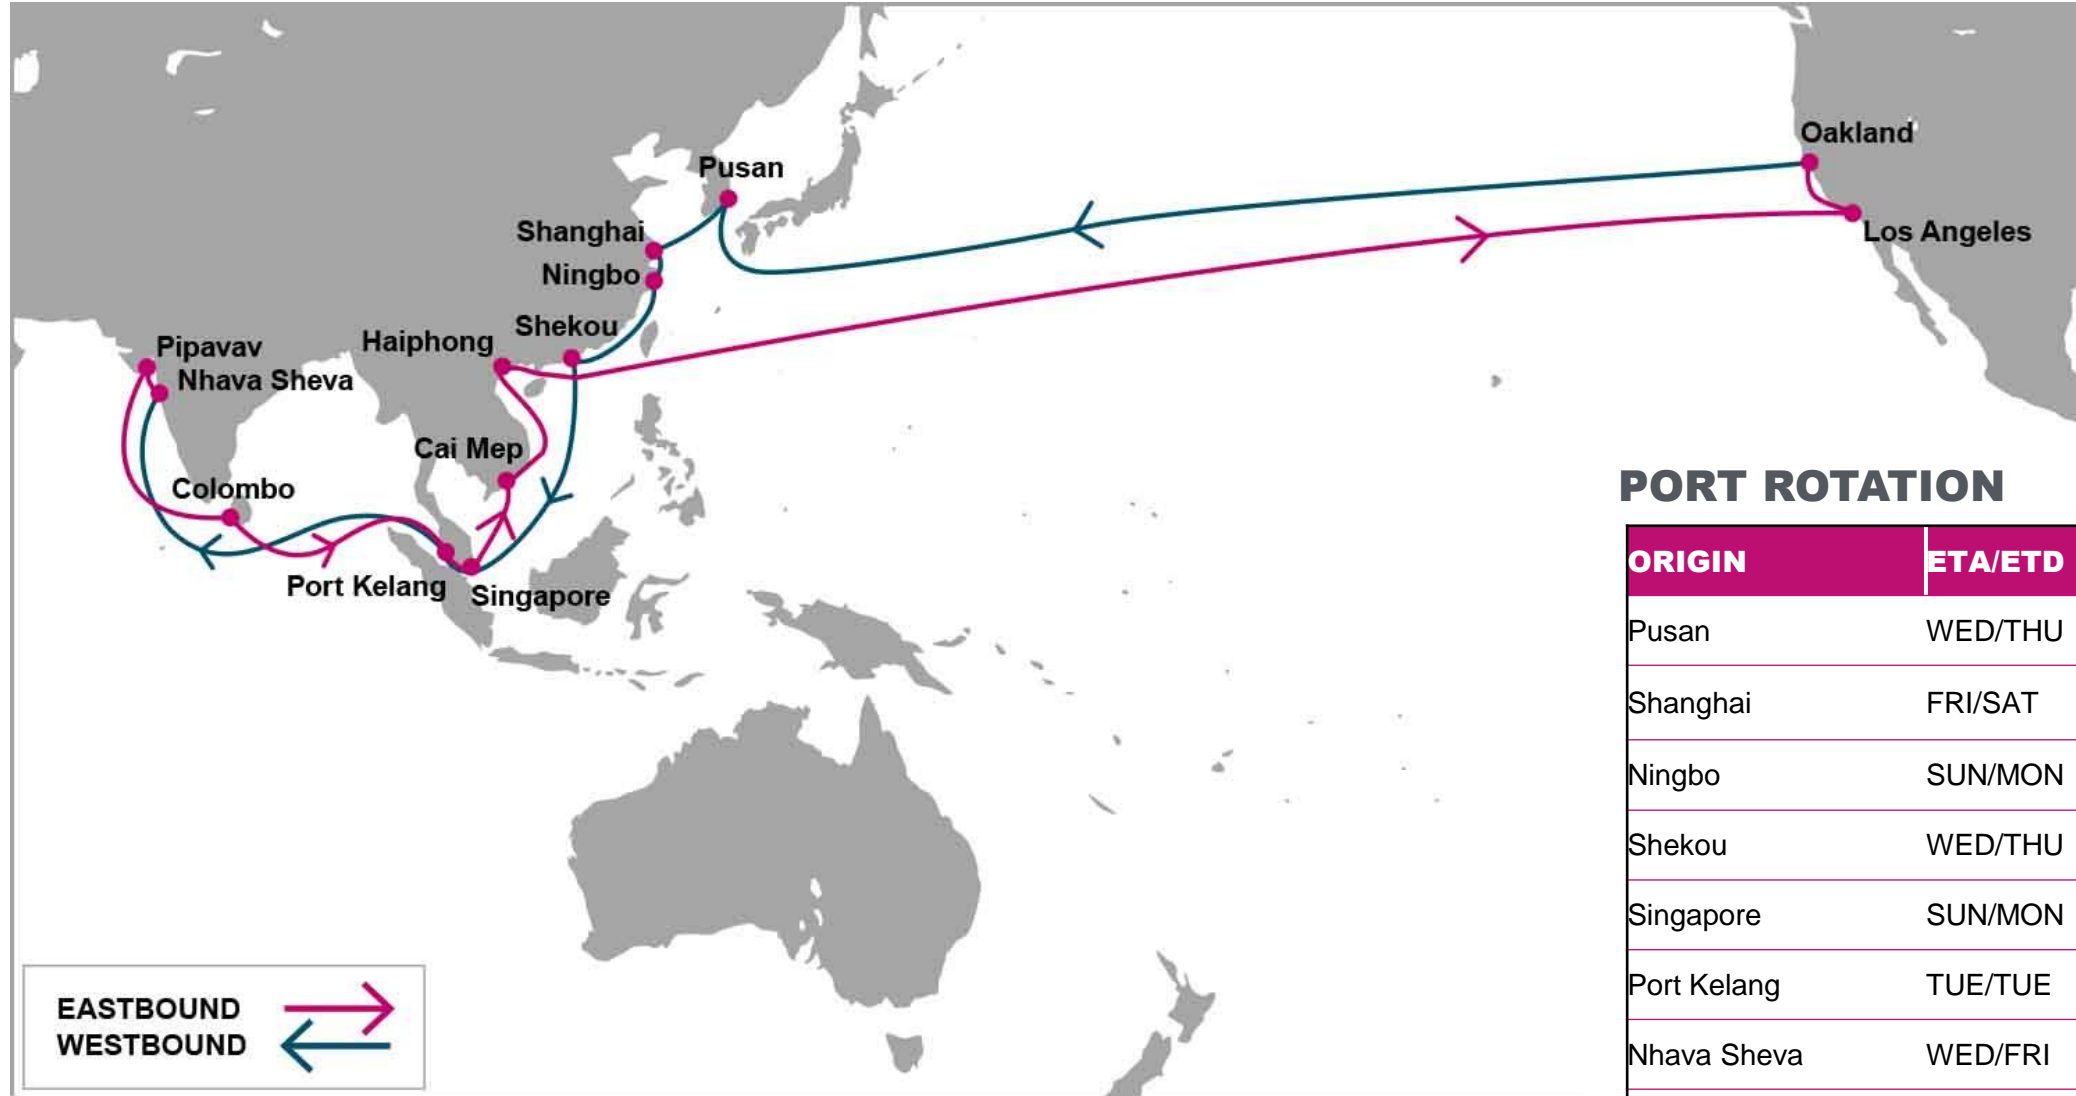 Oakland
Pusan
Los Angeles
Shanghai
Ningbo
Shekou
Haiphong
Pipavav
Nhava Sheva
Cai Mep
Colombo
Port Kelang
Singapore
EASTBOUND
WESTBOUND
PORT ROTATION
ORIGIN ETA/ETD
Pusan WED/THU
Shanghai FRI/SAT
Ningbo SUN/MON
Shekou WED/THU
Singapore SUN/MON
Port Kelang TUE/TUE
Nhava Sheva WED/FRI